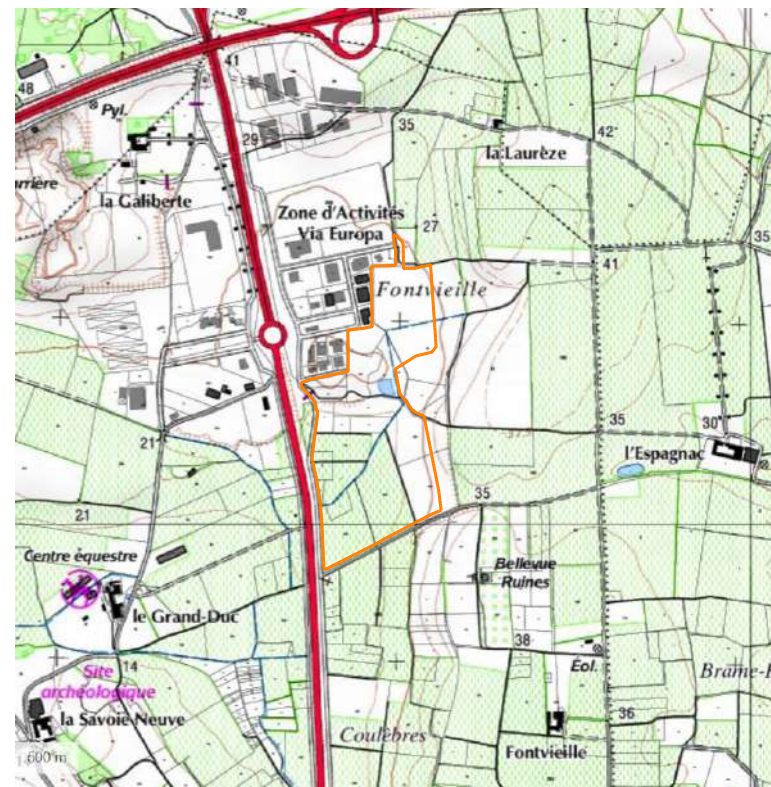 41
48
Pyl.
29
35
42
la Laurèze
rrière
la Galiberte
Zone d'Activités
Via Europa
27
35
41
Fontvieille
21
35
30
l'Espagnac
35
21
Centre équestre
Bellevue
Ruines
le Grand-Duc
38
14
Éol.
Site
archéologique
Brame-
la Savoie Neuve
36
Coulèbres
Fontvieille
600 m